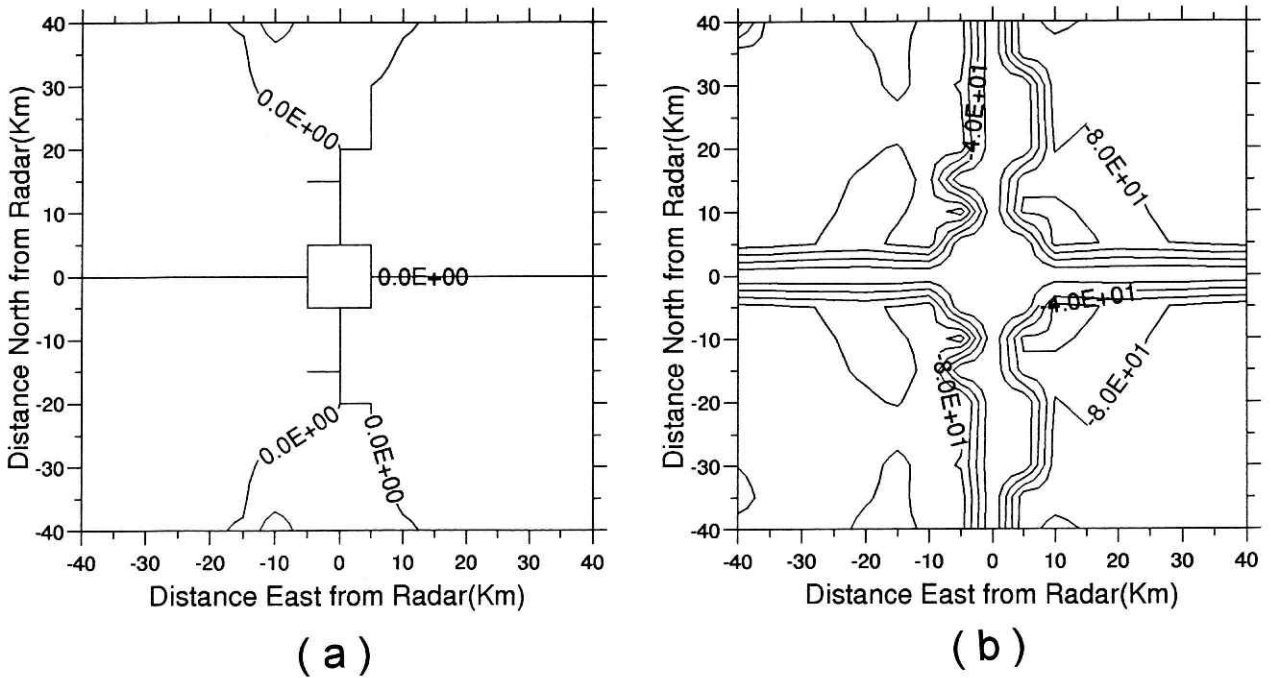 40
30
20
10
0
-10
-20
-30
-40
Distance North from Radar(Km)
0.0E+00
0.0E+00
0.0E+00
0.0E+00
-40 -30 -20 -10 0 10 20 30 40
Distance East from Radar(Km)
( a )
40
30
20
10
0
-10
-20
-30
-40
Distance North from Radar(Km)
-4.0E+01
-8.0E+01
-4.0E+01
-8.0E+01
-8.0E+01
-40 -30 -20 -10 0 10 20 30 40
Distance East from Radar(Km)
( b )